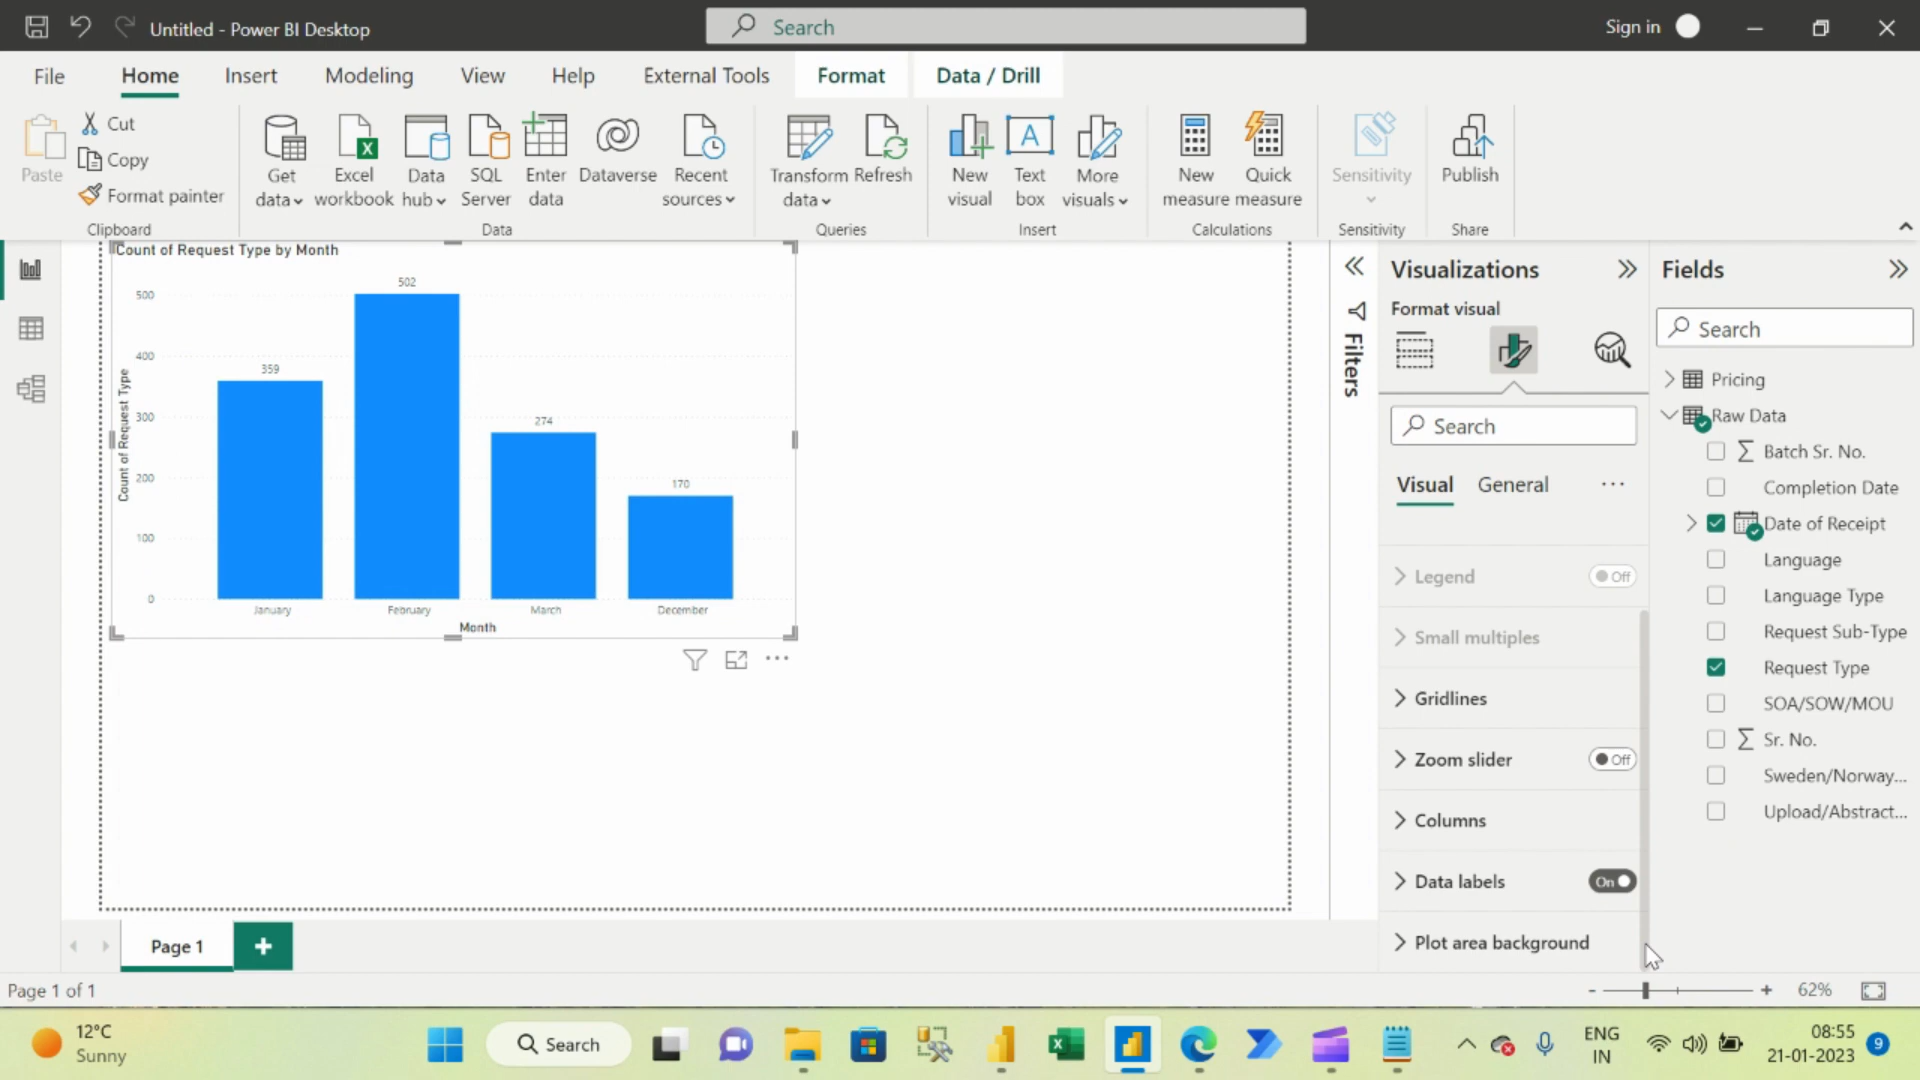 Untitled - Power BI Desktop
Search
Sign in
File
Home
Insert
Modeling
View
Help
External Tools
Format
Data / Drill
Paste
Cut
Copy
Format painter
Clipboard
Get data
Excel workbook
Data hub
SQL Server
Enter data
Dataverse
Recent sources
Data
Transform data
Refresh
Queries
New visual
Text box
More visuals
Insert
New measure
Quick measure
Calculations
Sensitivity
Sensitivity
Publish
Share
Count of Request Type by Month
Count of Request Type
500
400
300
200
100
0
359
502
274
170
January
February
March
December
Month
Filters
Visualizations
Format visual
Search
Visual
General
Legend
Off
Small multiples
Gridlines
Zoom slider
Off
Columns
Data labels
On
Plot area background
Fields
Search
Pricing
Raw Data
Batch Sr. No.
Completion Date
Date of Receipt
Language
Language Type
Request Sub-Type
Request Type
SOA/SOW/MOU
Sr. No.
Sweden/Norway...
Upload/Abstract...
Page 1
Page 1 of 1
62%
12°C
Sunny
Search
ENG
IN
08:55
21-01-2023
9